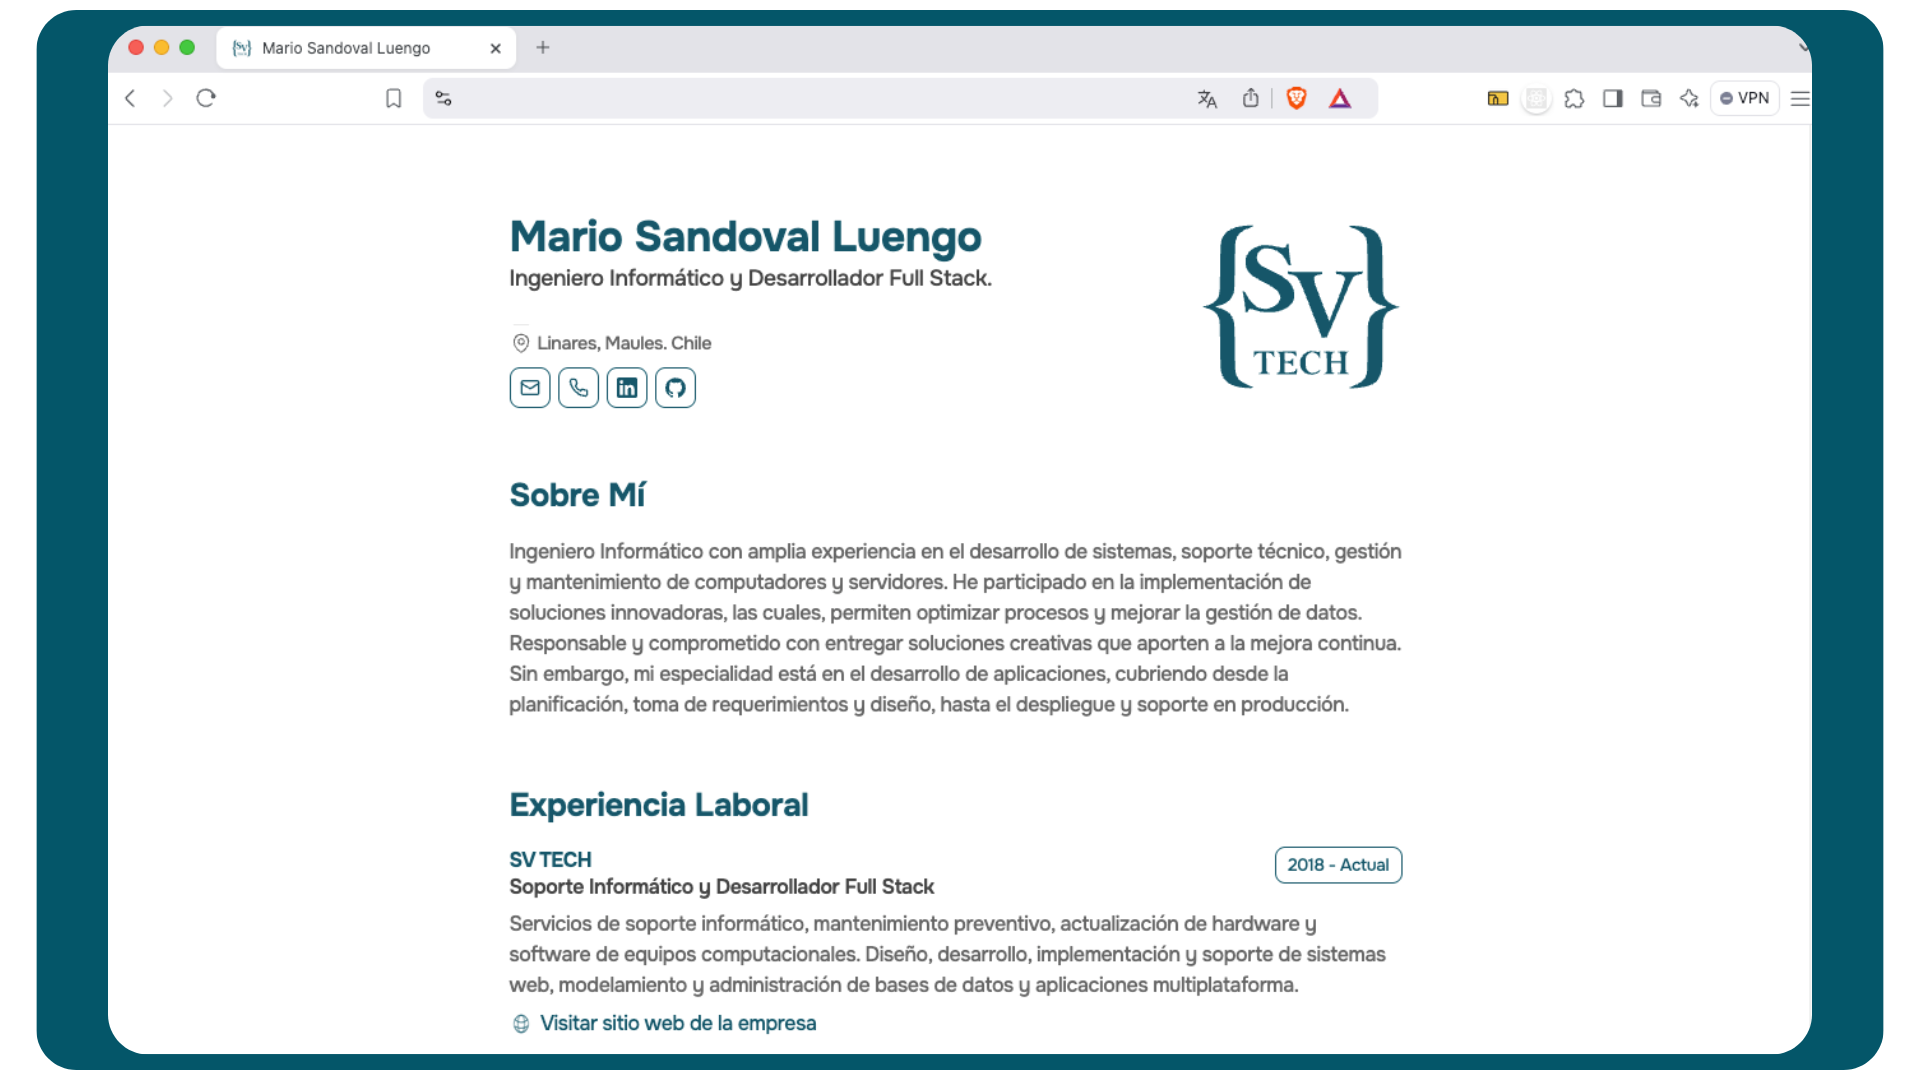 Mario Sandoval Luengo
VPN
Mario Sandoval Luengo
Ingeniero Informático y Desarrollador Full Stack.
Linares, Maules. Chile
{SV}
TECH
Sobre Mí
Ingeniero Informático con amplia experiencia en el desarrollo de sistemas, soporte técnico, gestión
y mantenimiento de computadores y servidores. He participado en la implementación de
soluciones innovadoras, las cuales, permiten optimizar procesos y mejorar la gestión de datos.
Responsable y comprometido con entregar soluciones creativas que aporten a la mejora continua.
Sin embargo, mi especialidad está en el desarrollo de aplicaciones, cubriendo desde la
planificación, toma de requerimientos y diseño, hasta el despliegue y soporte en producción.
Experiencia Laboral
SV TECH
2018 - Actual
Soporte Informático y Desarrollador Full Stack
Servicios de soporte informático, mantenimiento preventivo, actualización de hardware y
software de equipos computacionales. Diseño, desarrollo, implementación y soporte de sistemas
web, modelamiento y administración de bases de datos y aplicaciones multiplataforma.
Visitar sitio web de la empresa